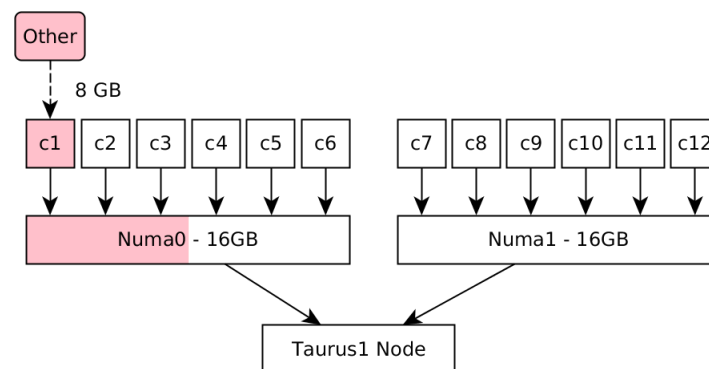 Other
8 GB
c1 c2 c3 c4 c5 c6 c7 c8 c9 c10 c11 c12
Numa0 - 16GB Numa1 - 16GB
Taurus1 Node